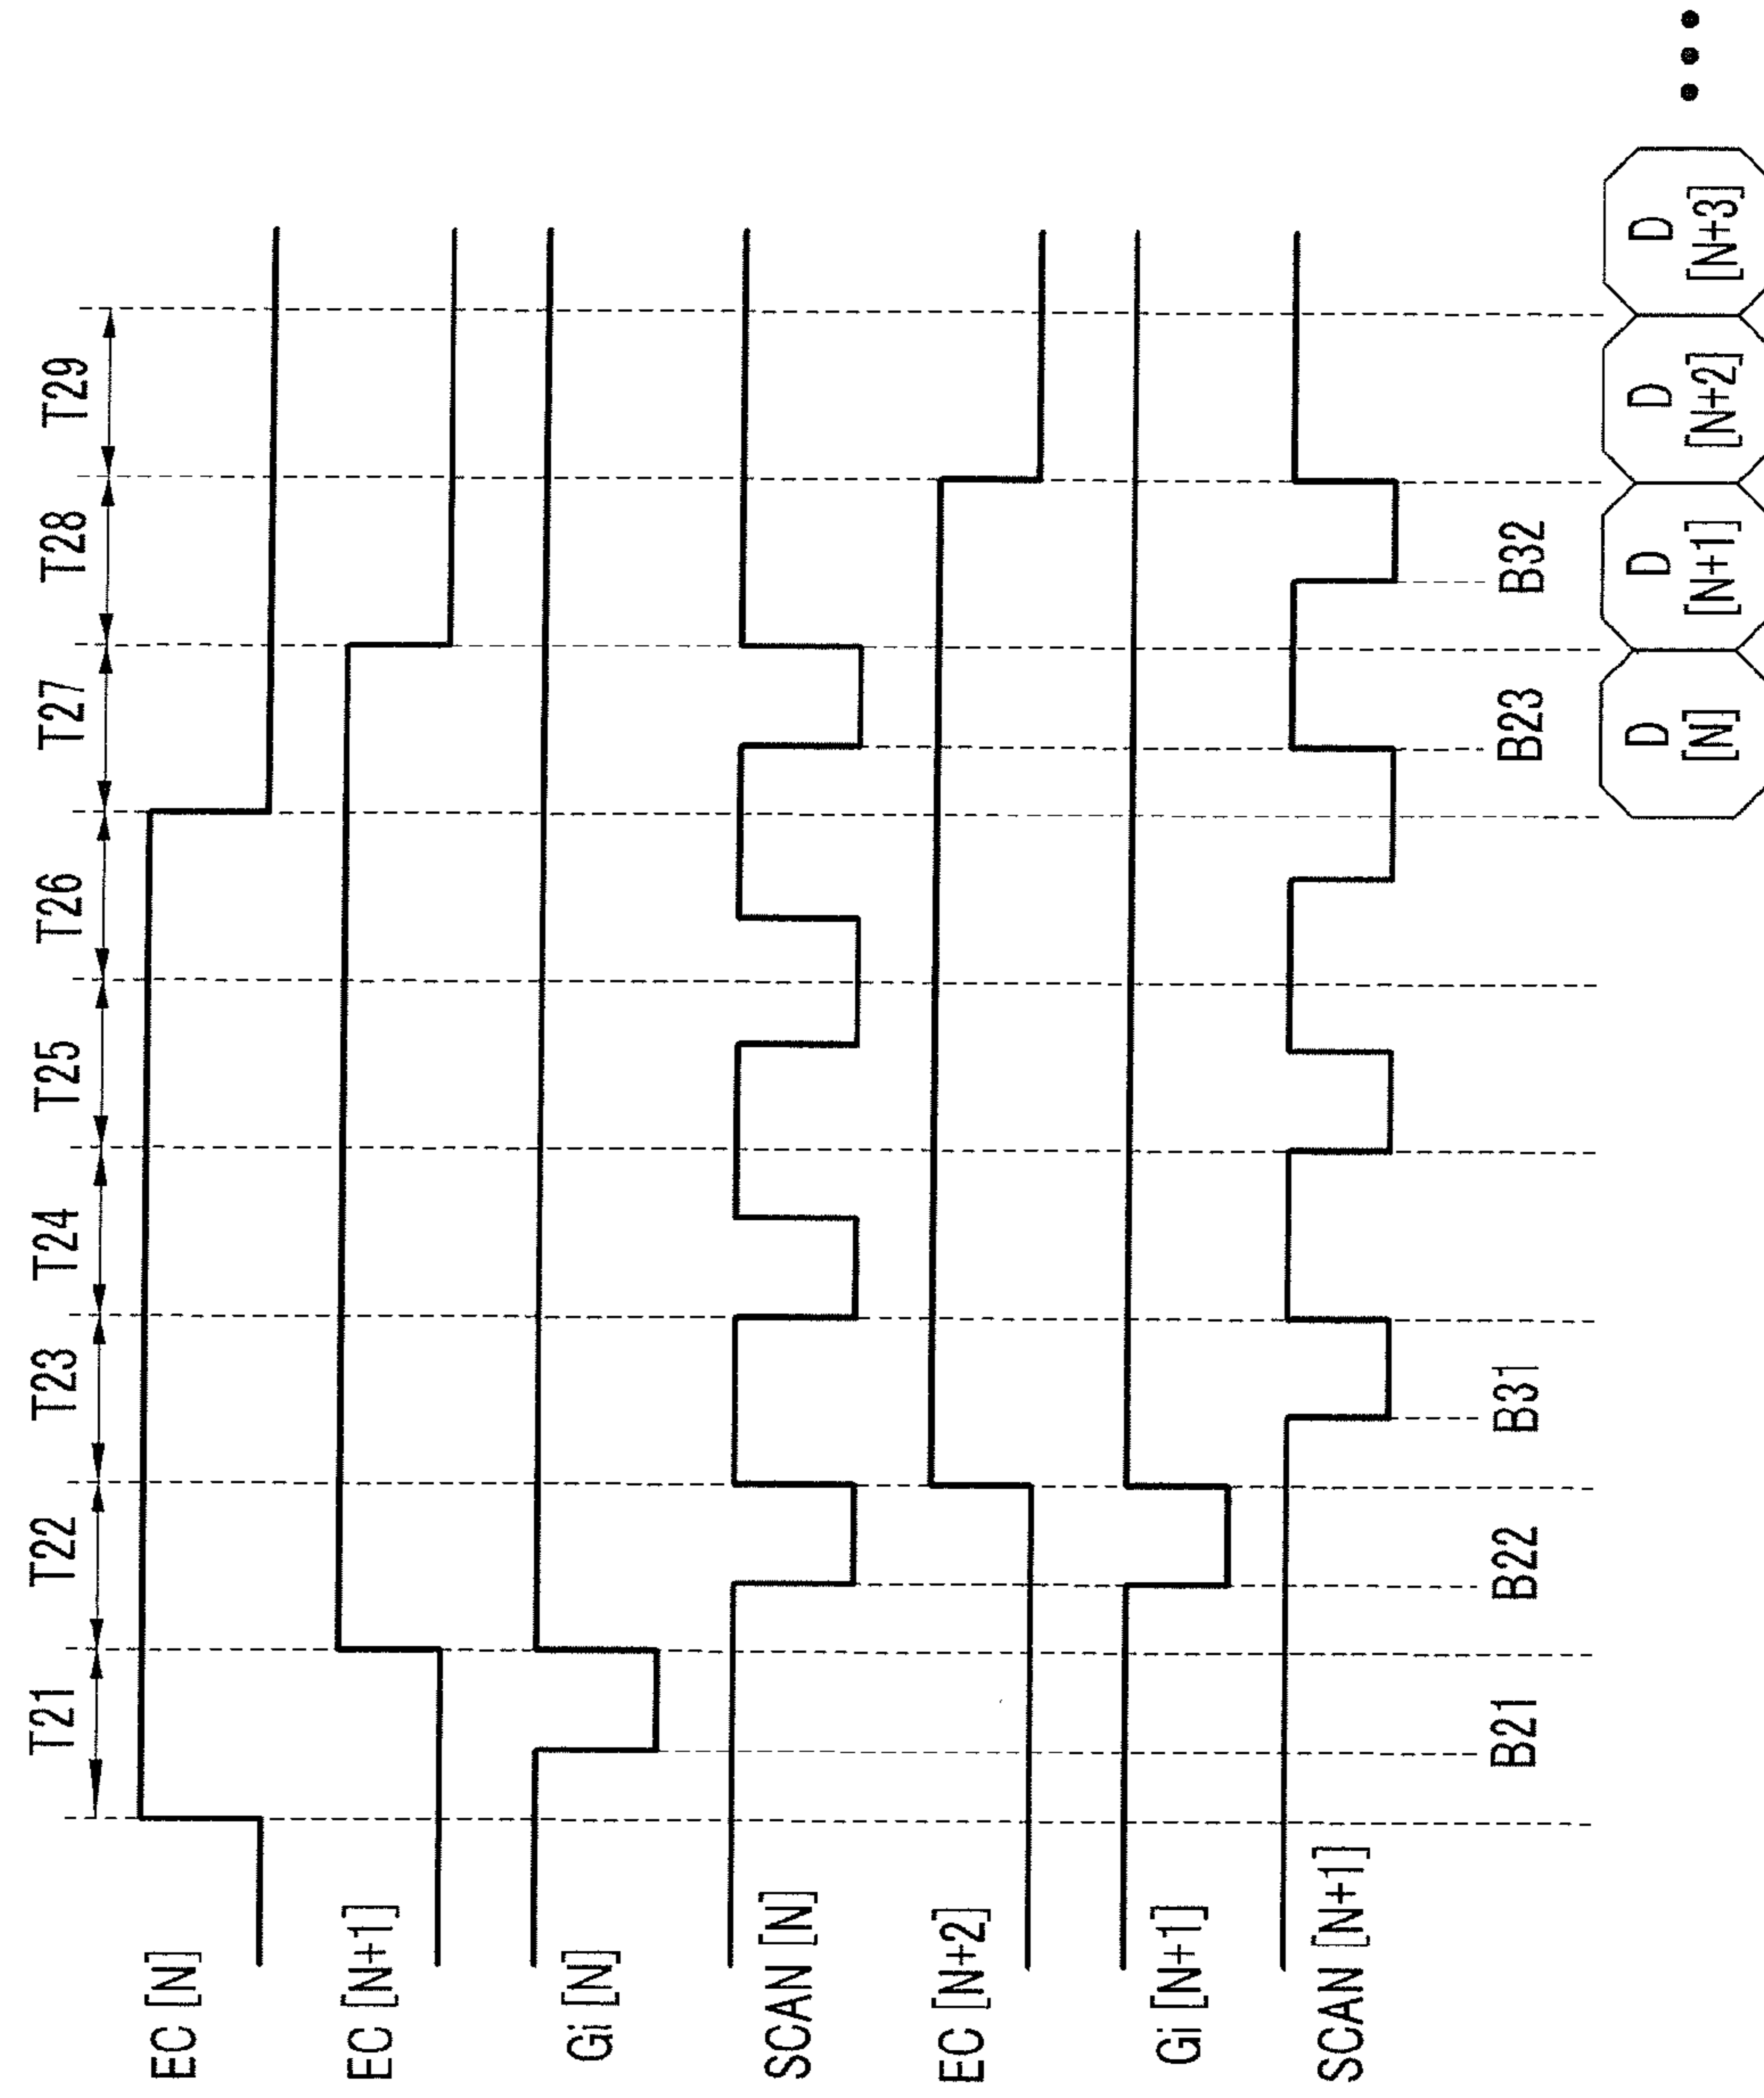 T21 T22 T23 T24 T25 T26 T27 T28 T29
EC [N]
EC [N+1]
Gi [N]
SCAN [N]
EC [N+2]
Gi [N+1]
SCAN [N+1]
B21 B22 B31 B23 B32
D [N]
D [N+1]
D [N+2]
D [N+3]